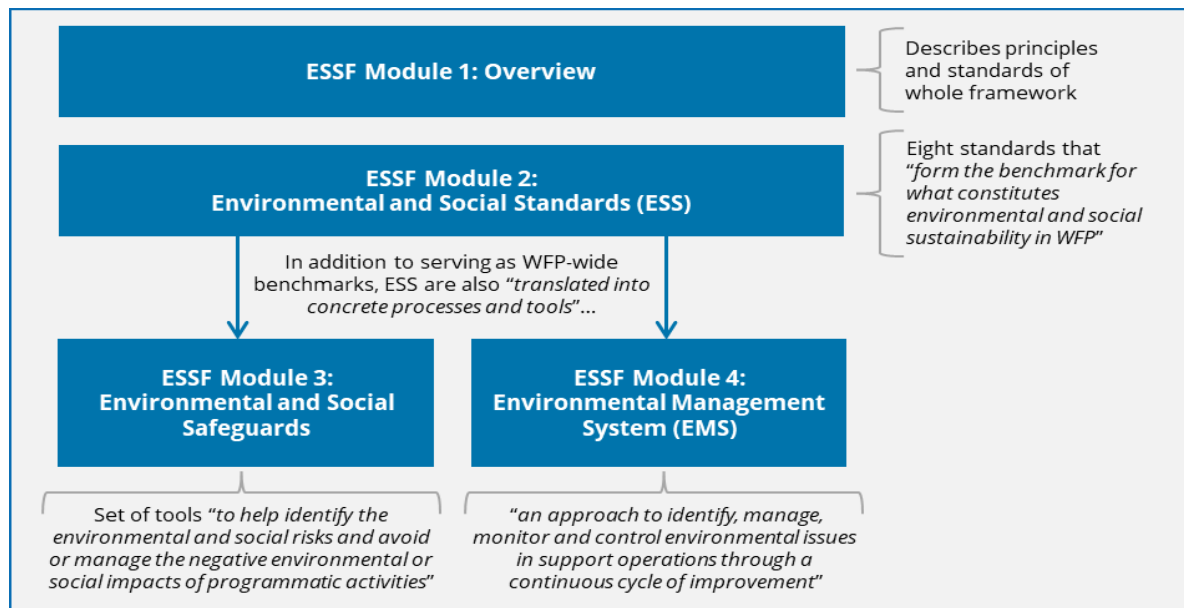 ESSF Module 1: Overview
Describes principles
and standards of
whole framework
ESSF Module 2:
Environmental and Social Standards (ESS)
Eight standards that
“form the benchmark for
what constitutes
environmental and social
sustainability in WFP”
In addition to serving as WFP-wide
benchmarks, ESS are also “translated into
concrete processes and tools”...
ESSF Module 3:
Environmental and Social
Safeguards
ESSF Module 4:
Environmental Management
System (EMS)
Set of tools “to help identify the
environmental and social risks and avoid
or manage the negative environmental or
social impacts of programmatic activities”
“an approach to identify, manage,
monitor and control environmental issues
in support operations through a
continuous cycle of improvement”